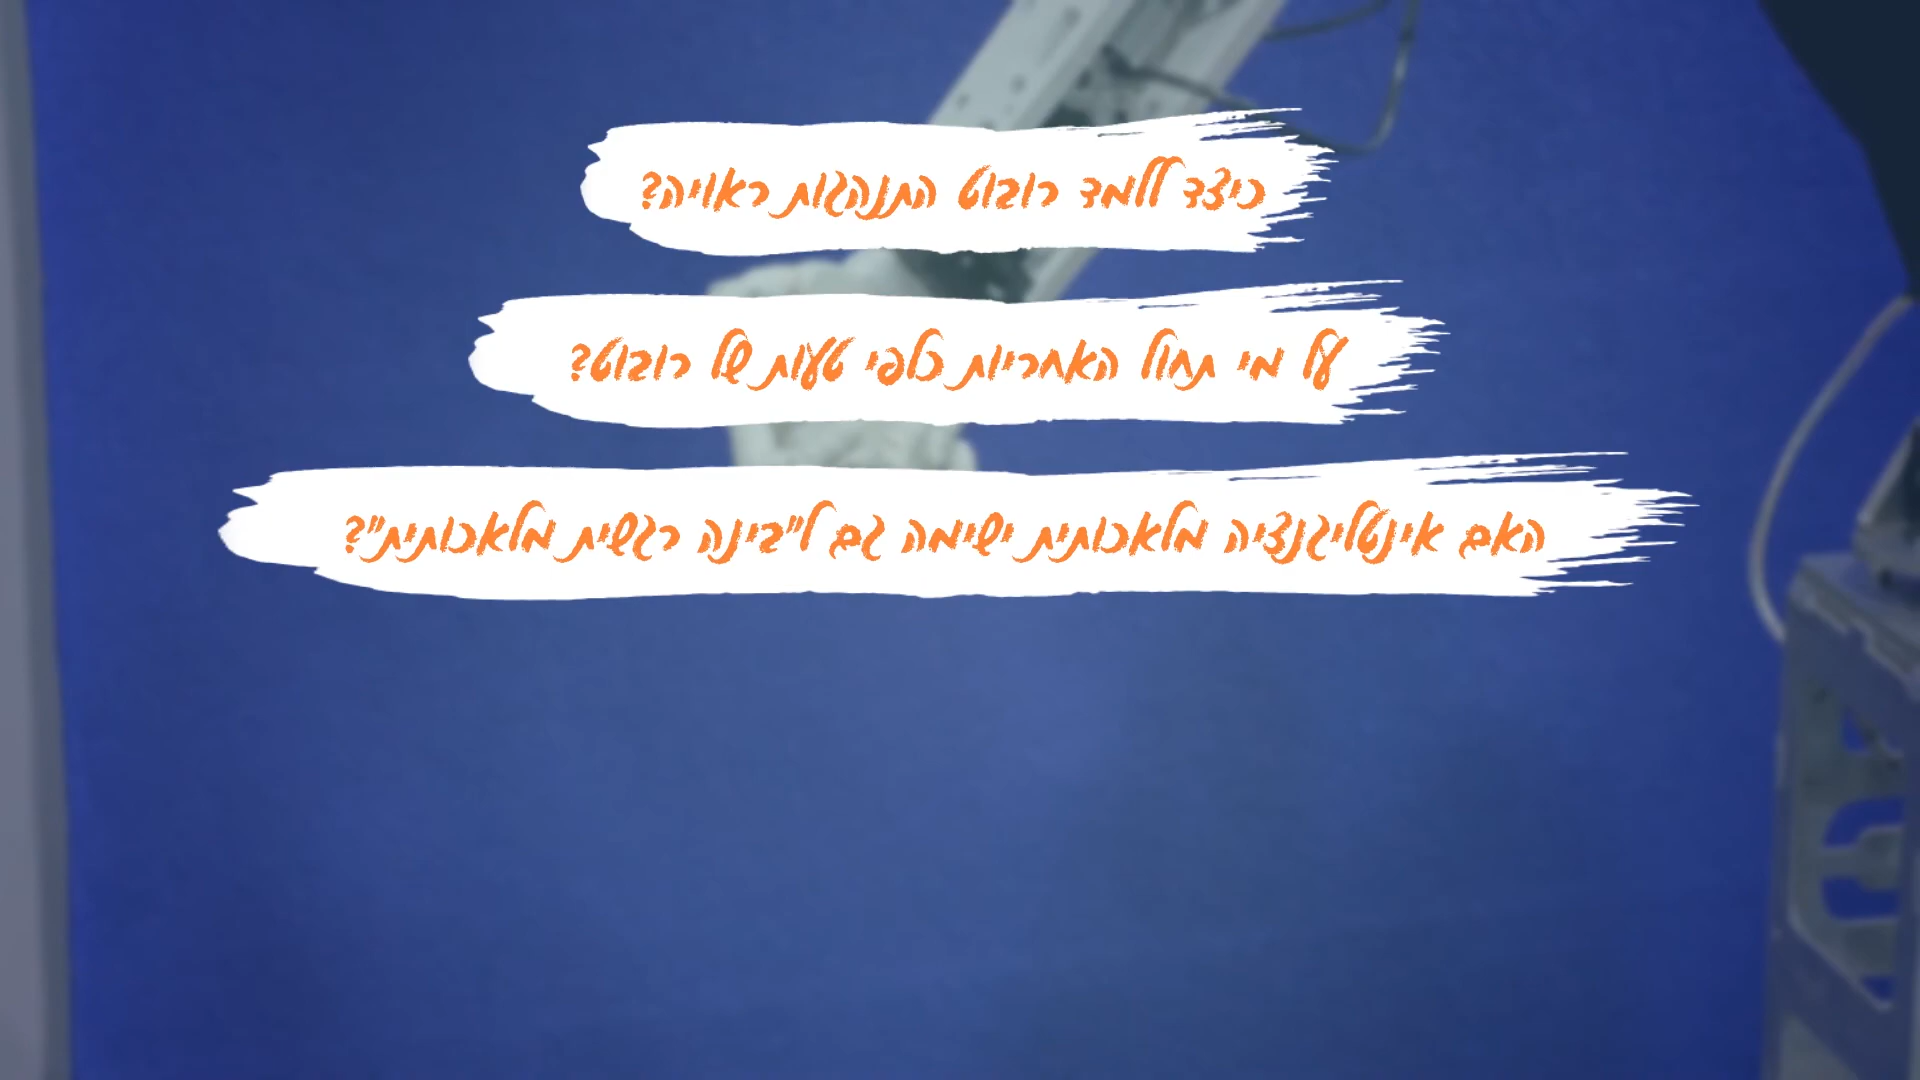 כיצד ללמד רובוט התנהגות ראויה?
על מי תחול האחריות כלפי טעות של רובוט?
האם אינטליגנציה מלאכותית ישימה גם ל"בינה רגשית מלאכותית"?